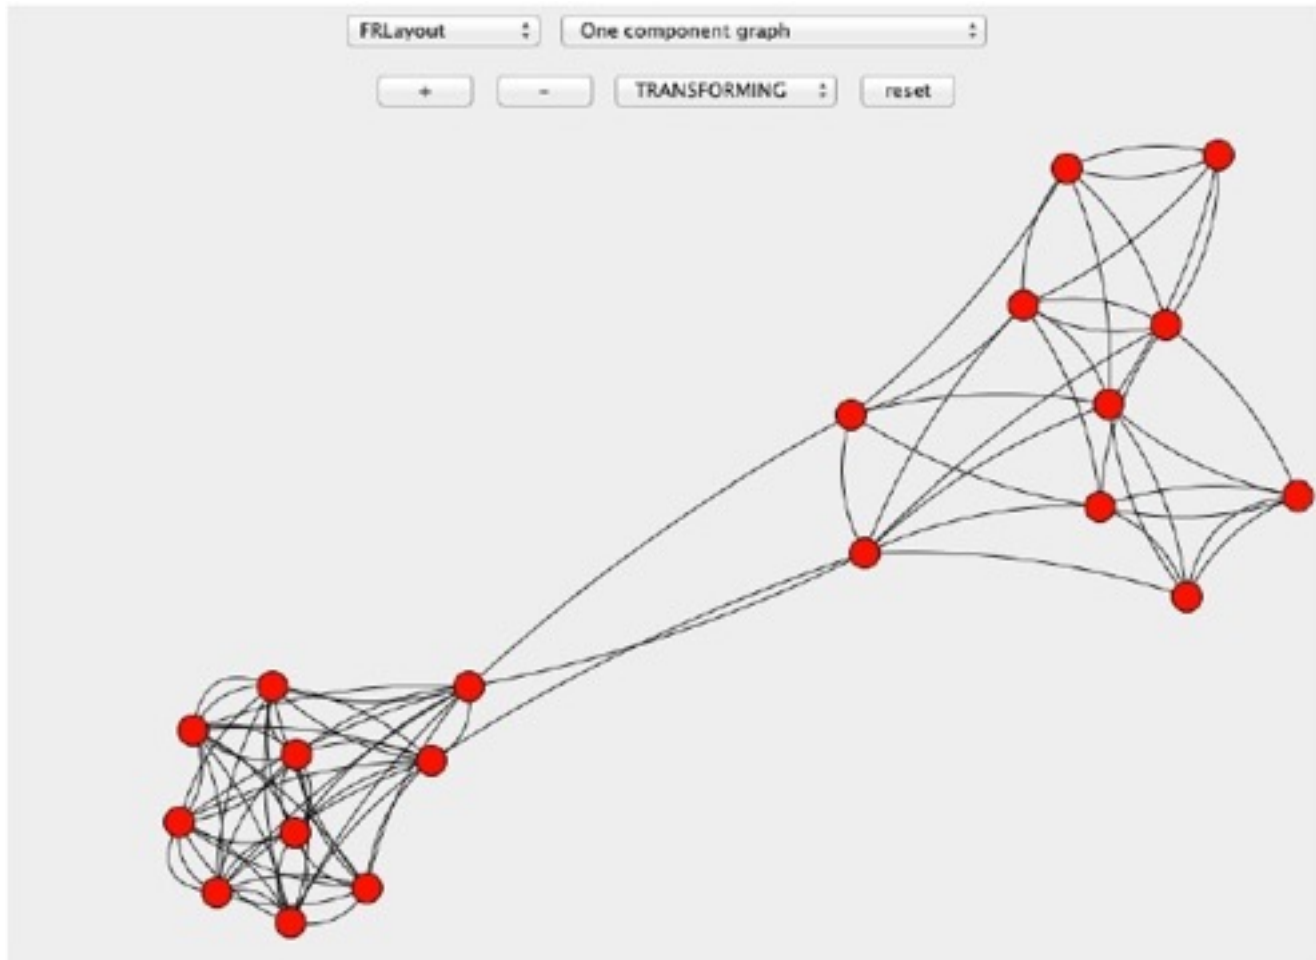 FRLayout One component graph
+ - TRANSFORMING reset